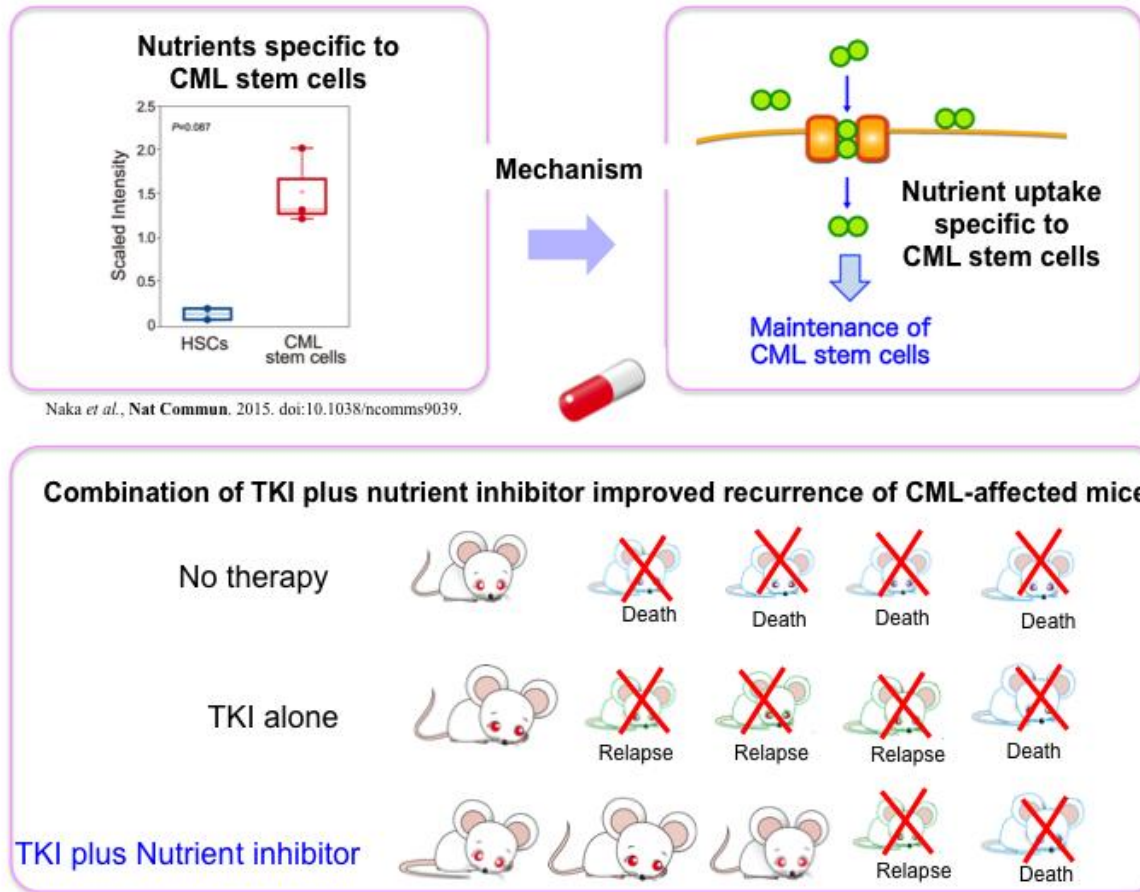 Nutrients specific to
CML stem cells
2.5
P=0.087
2.0
1.5
1.0
0.5
0
Scaled Intensity
HSCs
CML
stem cells
Mechanism
Nutrient uptake
specific to
CML stem cells
Maintenance of
CML stem cells
Naka et al., Nat Commun. 2015. doi:10.1038/ncomms9039.
Combination of TKI plus nutrient inhibitor improved recurrence of CML-affected mice
No therapy
Death
Death
Death
Death
TKI alone
Relapse
Relapse
Relapse
Death
TKI plus Nutrient inhibitor
Relapse
Death